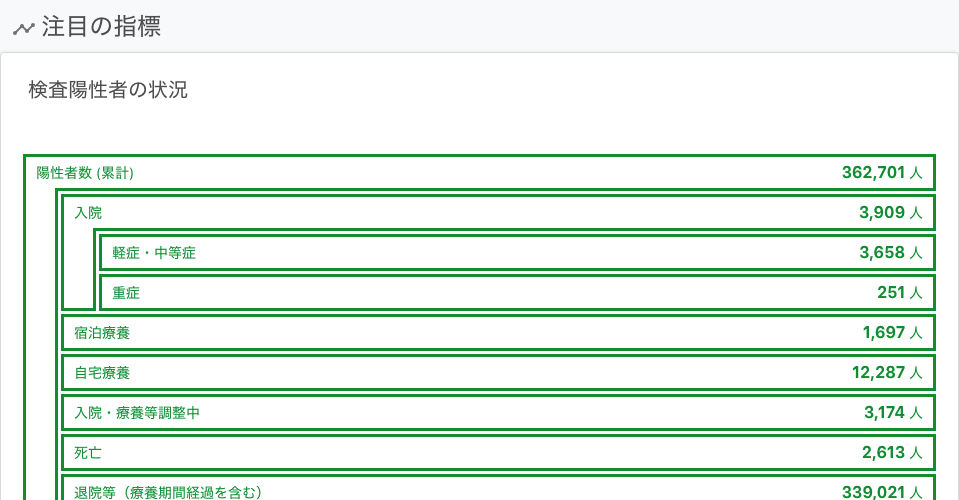 注目の指標
検査陽性者の状況
陽性者数 (累計) 362,701 人
入院 3,909 人
軽症・中等症 3,658 人
重症 251 人
宿泊療養 1,697 人
自宅療養 12,287 人
入院・療養等調整中 3,174 人
死亡 2,613 人
退院等（療養期間経過を含む） 339,021 人